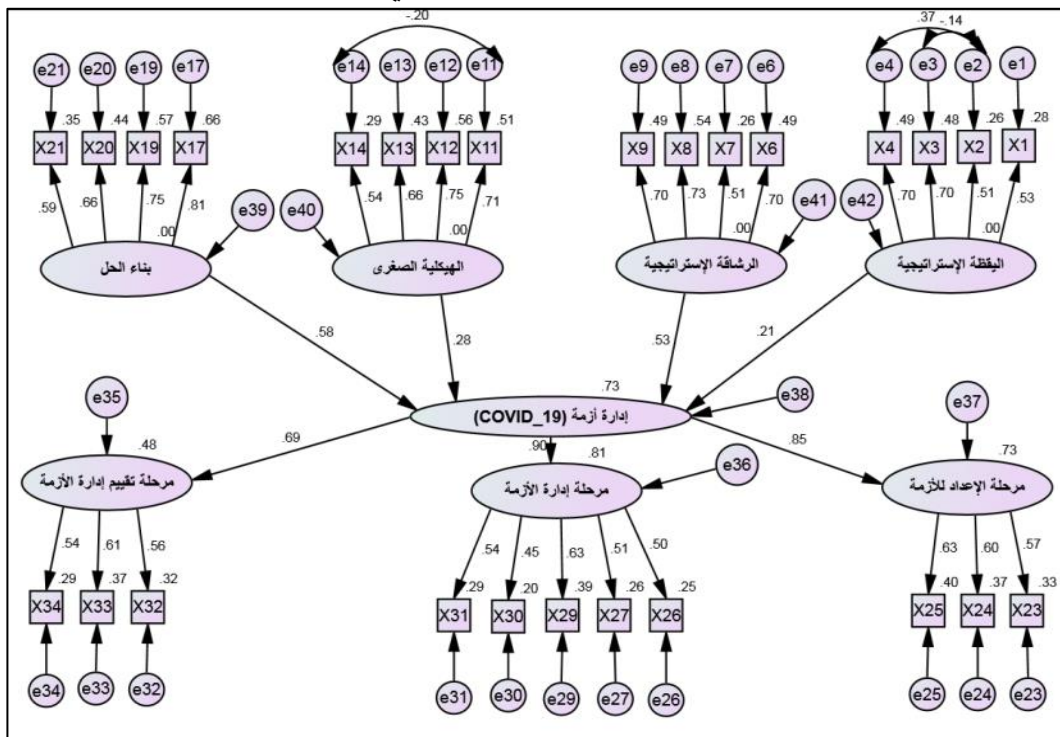 -.20
.37 -.14
e21 e20 e19 e17
e14 e13 e12 e11
e9 e8 e7 e6
e4 e3 e2 e1
.35 .44 .57 .66
.29 .43 .56 .51
.49 .54 .26 .49
.49 .48 .26 .28
X21 X20 X19 X17
X14 X13 X12 X11
X9 X8 X7 X6
X4 X3 X2 X1
.59 .66 .75 .81
.54 .66 .75 .71
.70 .73 .51 .70
.70 .70 .51 .53
e39 e40 e41 e42
.00 .00 .00 .00
بناء الحل
الهيكلية الصغرى
الرشاقة الإستراتيجية
اليقظة الإستراتيجية
.58 .28 .53 .21
.73
إدارة أزمة (COVID_19)
e38
e35 e36 e37
.69 .90 .85
.48 .81 .73
مرحلة تقييم إدارة الأزمة
مرحلة إدارة الأزمة
مرحلة الإعداد للأزمة
.54 .61 .56
.54 .45 .63 .51 .50
.63 .60 .57
.29 .37 .32
.29 .20 .39 .26 .25
.40 .37 .33
X34 X33 X32
X31 X30 X29 X27 X26
X25 X24 X23
e34 e33 e32
e31 e30 e29 e27 e26
e25 e24 e23